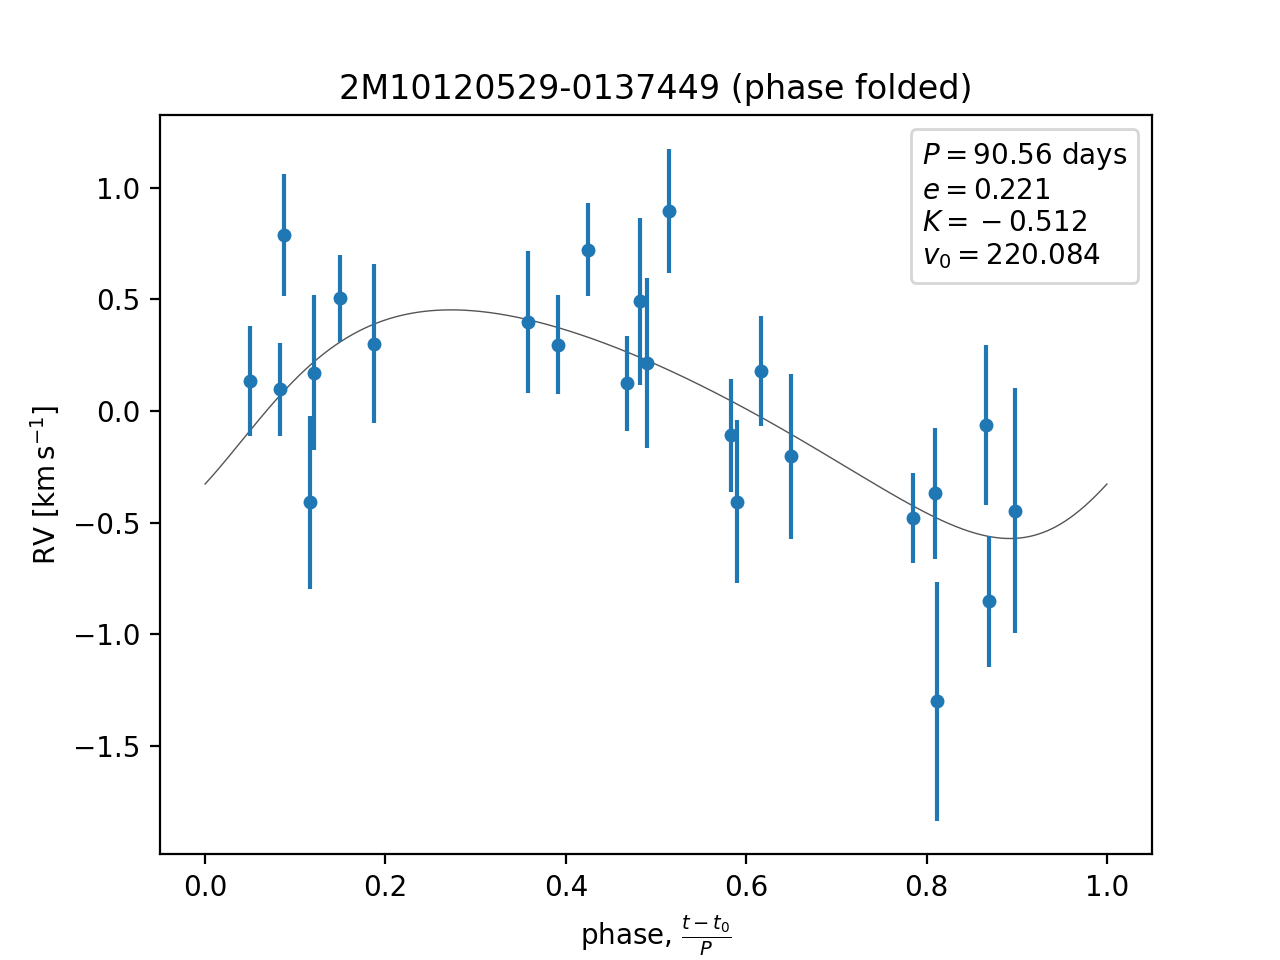 2M10120529-0137449 (phase folded)
P = 90.56 days
e = 0.221
K = −0.512
v₀ = 220.084
1.0
0.5
0.0
−0.5
−1.0
−1.5
RV [km s⁻¹]
0.0 0.2 0.4 0.6 0.8 1.0
phase, (t − t₀)/P